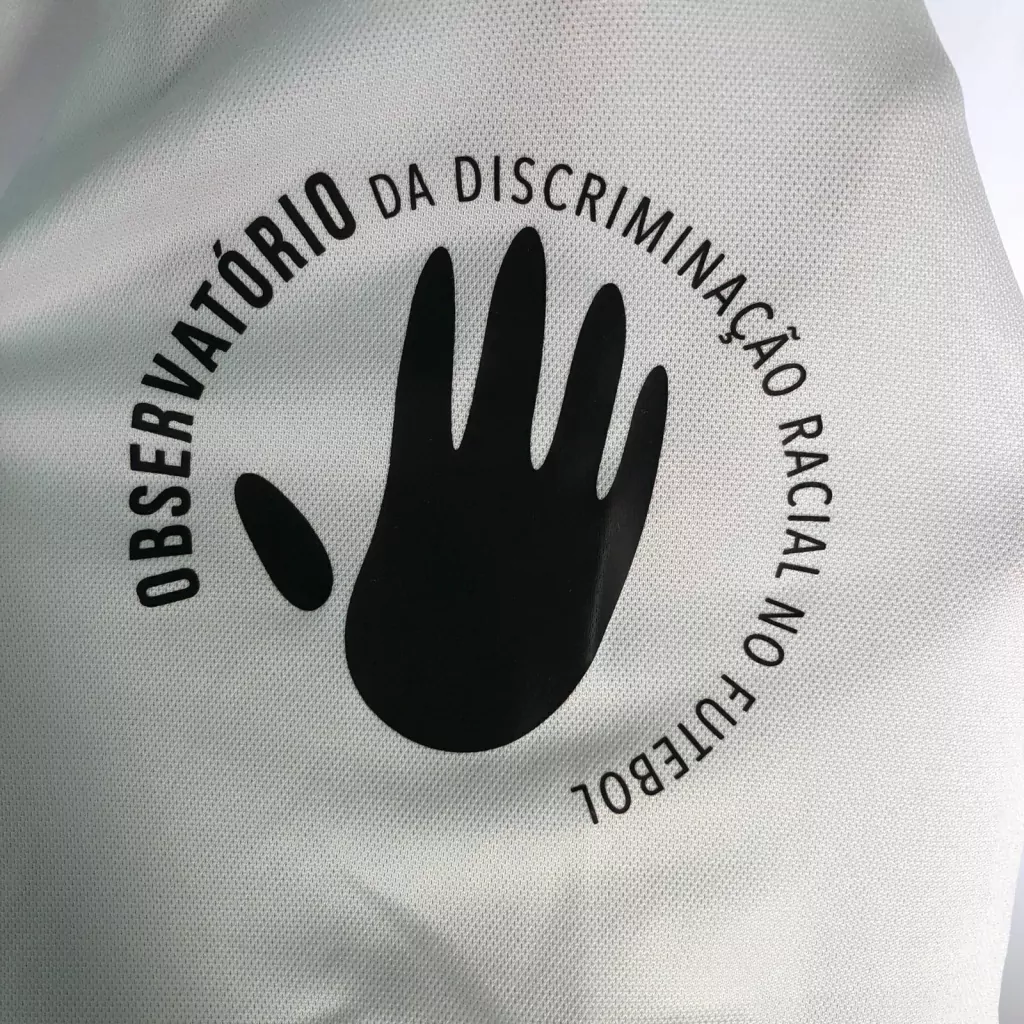 OBSERVATÓRIO DA DISCRIMINAÇÃO RACIAL NO FUTEBOL